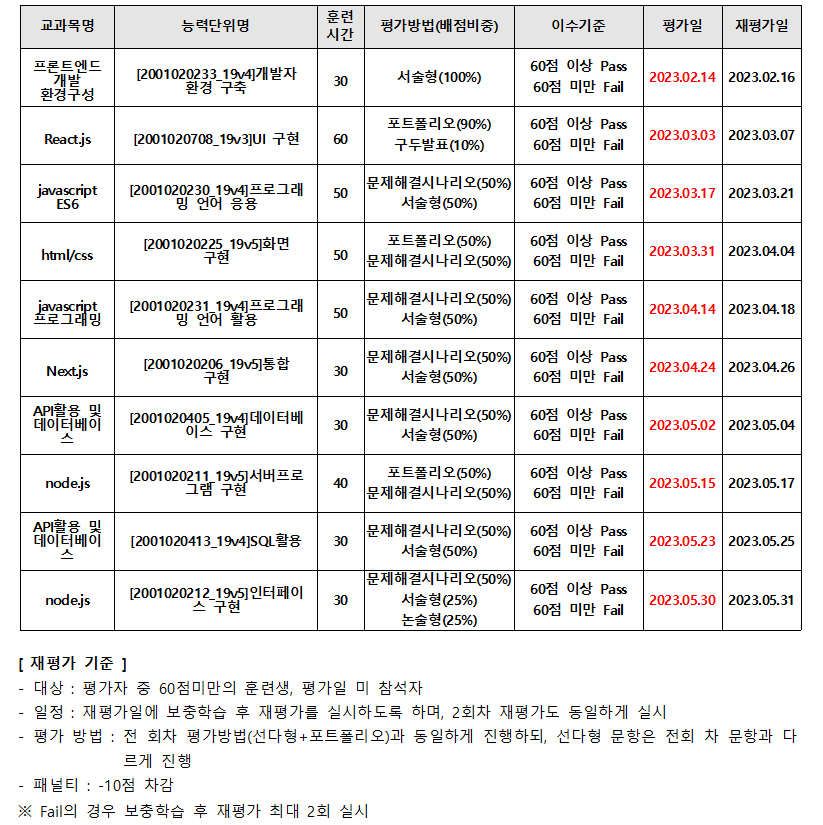 교과목명 능력단위명 훈련 시간 평가방법(배점비중) 이수기준 평가일 재평가일
프론트엔드
개발
환경구성
[2001020233_19v4]개발자
환경 구축
30
서술형(100%)
60점 이상 Pass
60점 미만 Fail
2023.02.14
2023.02.16
React.js
[2001020708_19v3]UI 구현
60
포트폴리오(90%)
구두발표(10%)
60점 이상 Pass
60점 미만 Fail
2023.03.03
2023.03.07
javascript
ES6
[2001020230_19v4]프로그래
밍 언어 응용
50
문제해결시나리오(50%)
서술형(50%)
60점 이상 Pass
60점 미만 Fail
2023.03.17
2023.03.21
html/css
[2001020225_19v5]화면
구현
50
포트폴리오(50%)
문제해결시나리오(50%)
60점 이상 Pass
60점 미만 Fail
2023.03.31
2023.04.04
javascript
프로그래밍
[2001020231_19v4]프로그래
밍 언어 활용
50
문제해결시나리오(50%)
서술형(50%)
60점 이상 Pass
60점 미만 Fail
2023.04.14
2023.04.18
Next.js
[2001020206_19v5]통합
구현
30
문제해결시나리오(50%)
서술형(50%)
60점 이상 Pass
60점 미만 Fail
2023.04.24
2023.04.26
API활용 및
데이터베이
스
[2001020405_19v4]데이터베
이스 구현
30
문제해결시나리오(50%)
서술형(50%)
60점 이상 Pass
60점 미만 Fail
2023.05.02
2023.05.04
node.js
[2001020211_19v5]서버프로
그램 구현
40
포트폴리오(50%)
문제해결시나리오(50%)
60점 이상 Pass
60점 미만 Fail
2023.05.15
2023.05.17
API활용 및
데이터베이
스
[2001020413_19v4]SQL활용
30
문제해결시나리오(50%)
서술형(50%)
60점 이상 Pass
60점 미만 Fail
2023.05.23
2023.05.25
node.js
[2001020212_19v5]인터페이
스 구현
30
문제해결시나리오(50%)
서술형(25%)
논술형(25%)
60점 이상 Pass
60점 미만 Fail
2023.05.30
2023.05.31
[ 재평가 기준 ]
- 대상 : 평가자 중 60점미만의 훈련생, 평가일 미 참석자
- 일정 : 재평가일에 보충학습 후 재평가를 실시하도록 하며, 2회차 재평가도 동일하게 실시
- 평가 방법 : 전 회차 평가방법(선다형+포트폴리오)과 동일하게 진행하되, 선다형 문항은 전회 차 문항과 다
르게 진행
- 패널티 : -10점 차감
※ Fail의 경우 보충학습 후 재평가 최대 2회 실시